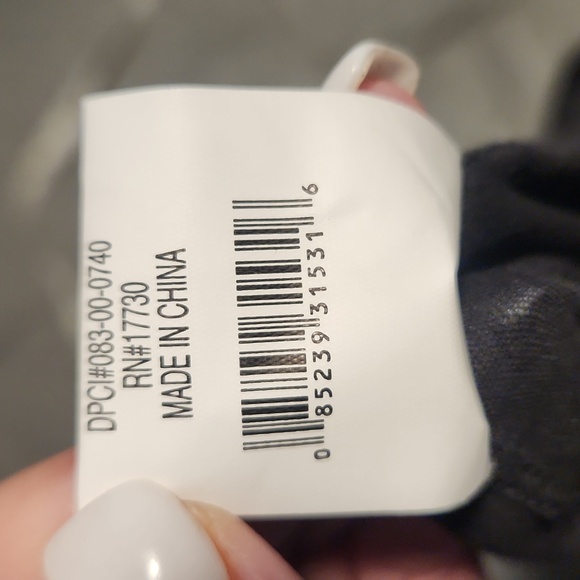 DPCI#083-00-0740
RN#17730
MADE IN CHINA
0 85239 31531 6